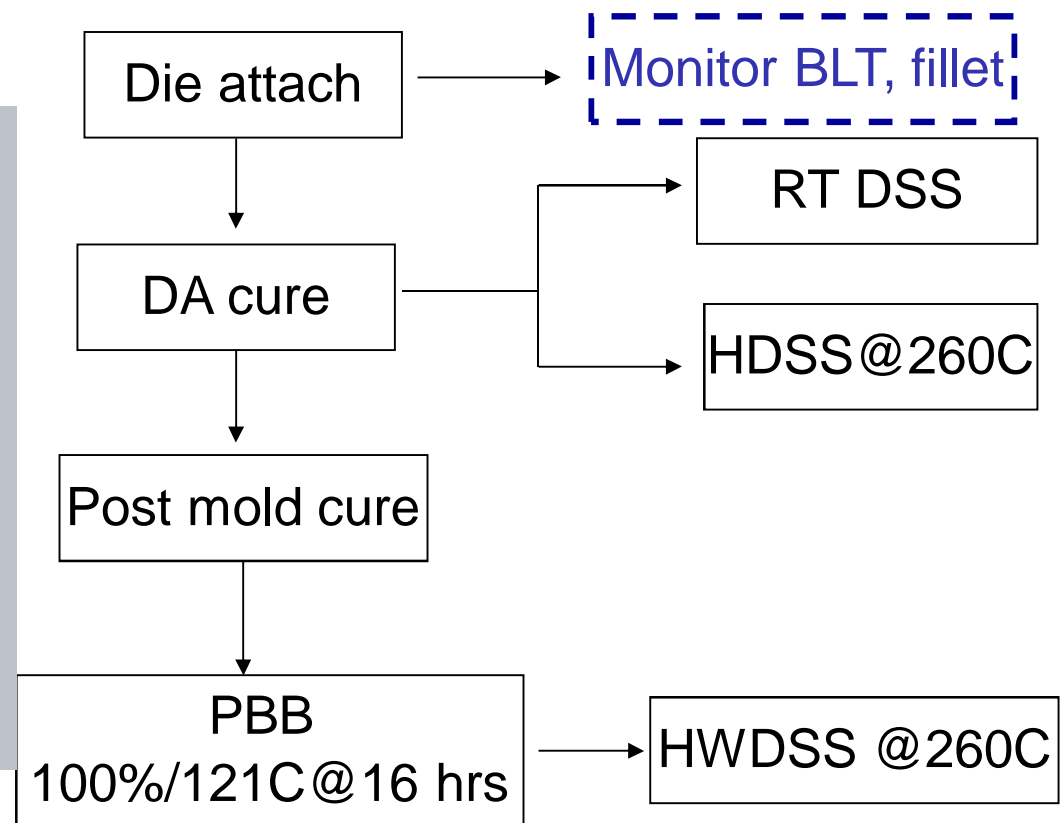 Die attach
Monitor BLT, fillet
RT DSS
DA cure
HDSS@260C
Post mold cure
PBB
100%/121C@16 hrs
HWDSS @260C